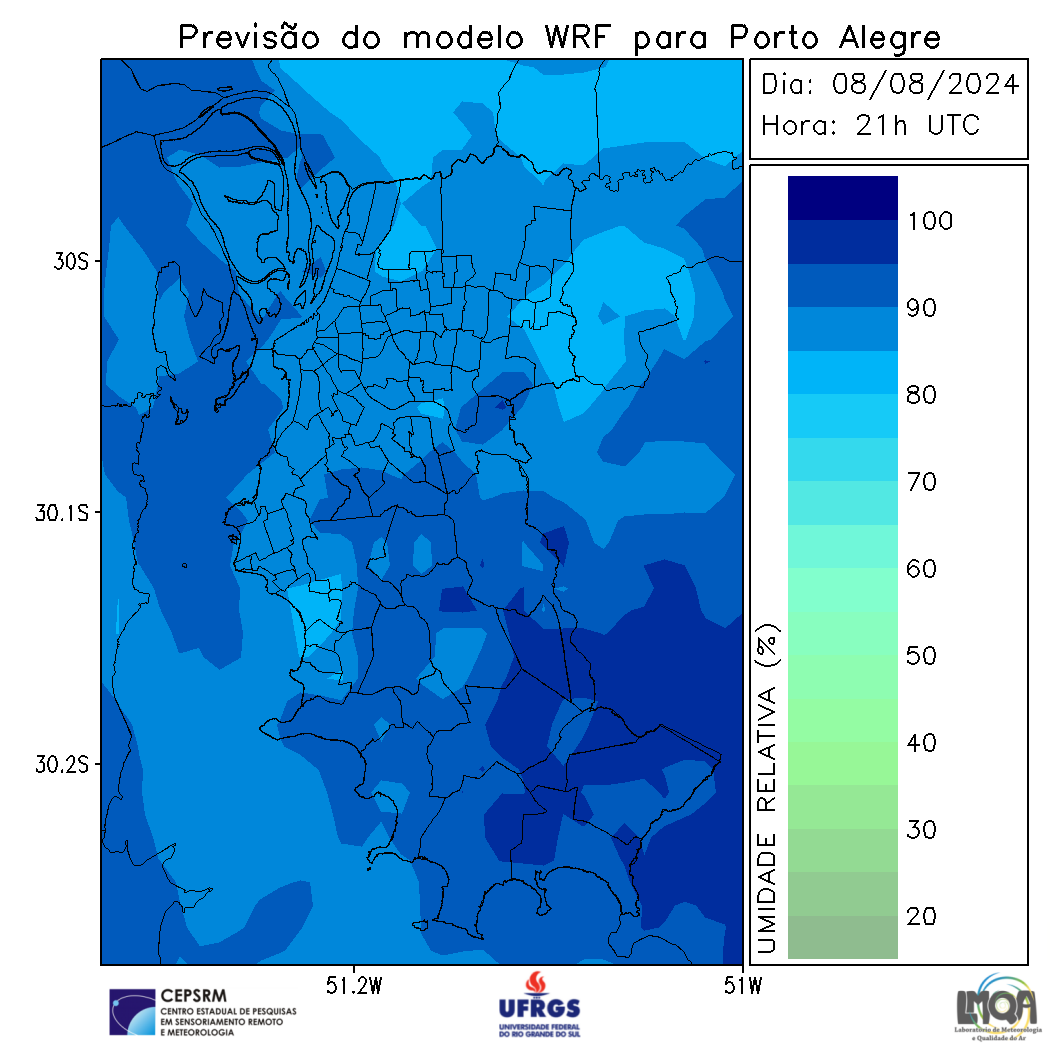 Previsão do modelo WRF para Porto Alegre
Dia: 08/08/2024
Hora: 21h UTC
100
90
80
70
60
50
40
30
20
UMIDADE RELATIVA (%)
30S
30.1S
30.2S
51.2W
51W
CEPSRM
CENTRO ESTADUAL DE PESQUISAS
EM SENSORIAMENTO REMOTO
E METEOROLOGIA
UFRGS
UNIVERSIDADE FEDERAL
DO RIO GRANDE DO SUL
LMQA
Laboratório de Meteorologia
e Qualidade do Ar